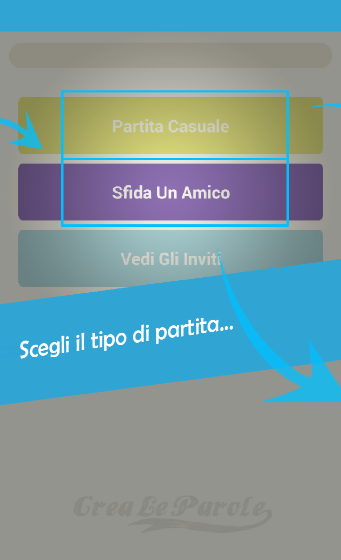 Partita Casuale
Sfida Un Amico
Vedi Gli Inviti
Scegli il tipo di partita...
Crea Le Parole